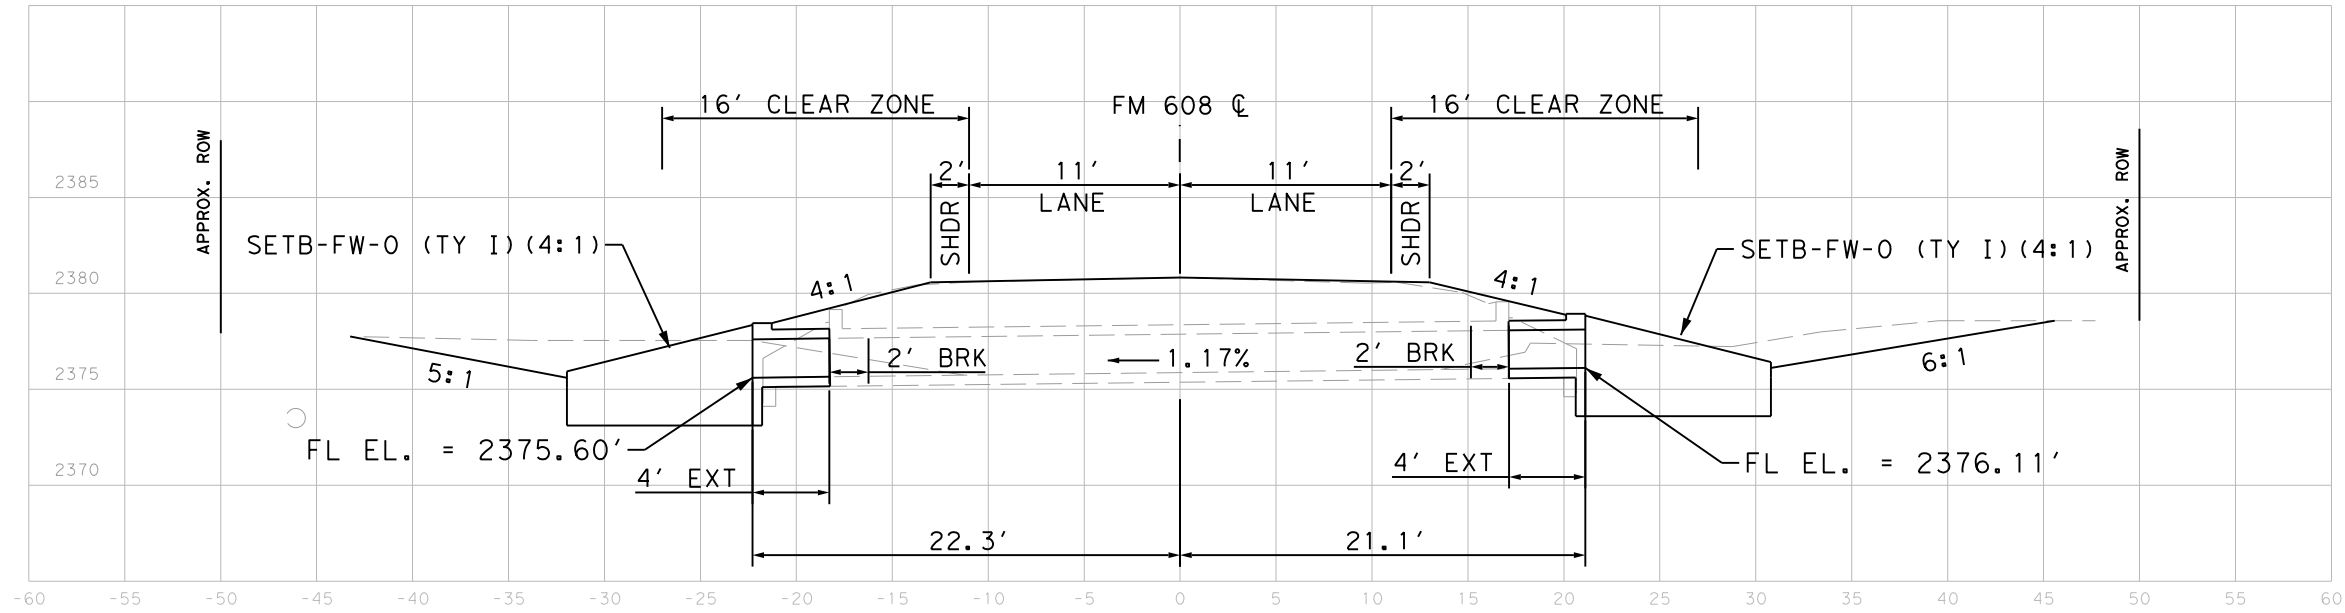 16' CLEAR ZONE
FM 608 ℄
16' CLEAR ZONE
APPROX. ROW
2'
11'
11'
2'
APPROX. ROW
2385
SHDR
LANE
LANE
SHDR
SETB-FW-0 (TY I)(4:1)
SETB-FW-0 (TY I)(4:1)
2380
4:1
4:1
2375
5:1
2' BRK
1.17%
2' BRK
6:1
FL EL. = 2375.60'
FL EL. = 2376.11'
2370
4' EXT
4' EXT
22.3'
21.1'
-60 -55 -50 -45 -40 -35 -30 -25 -20 -15 -10 -5 0 5 10 15 20 25 30 35 40 45 50 55 60